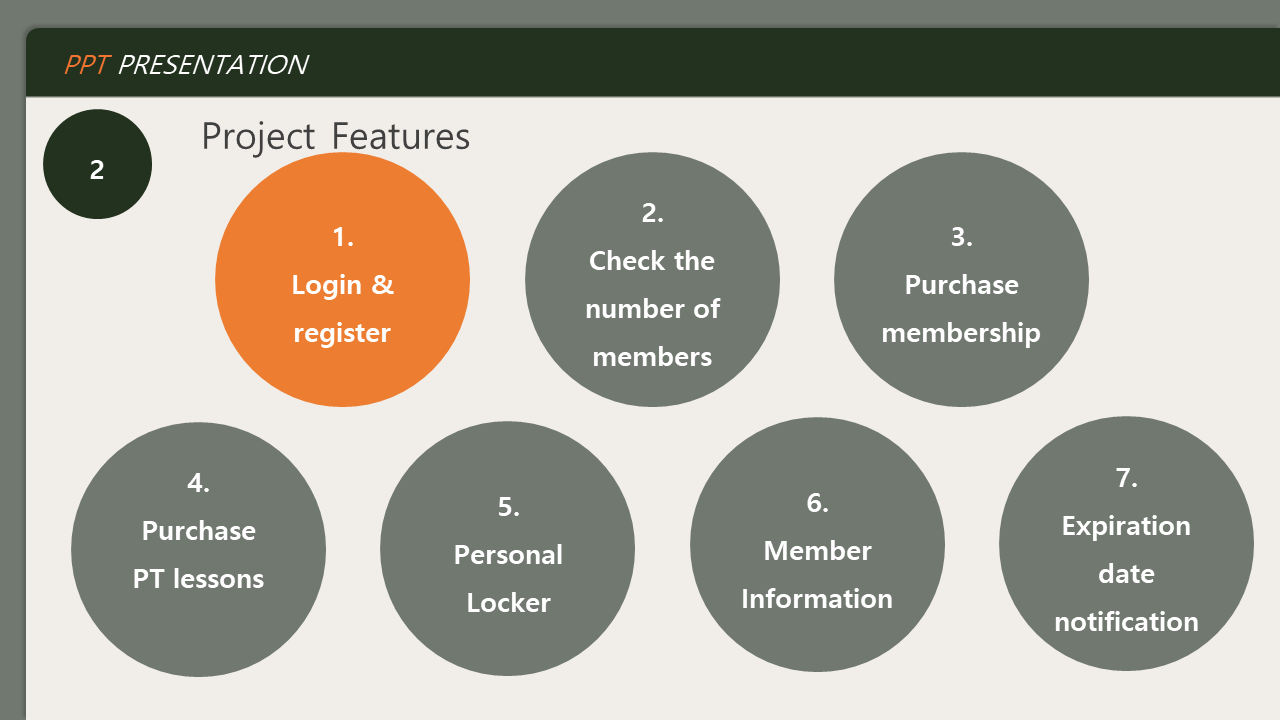 PPT PRESENTATION
2
Project Features
1.
Login &
register
2.
Check the
number of
members
3.
Purchase
membership
4.
Purchase
PT lessons
5.
Personal
Locker
6.
Member
Information
7.
Expiration
date
notification